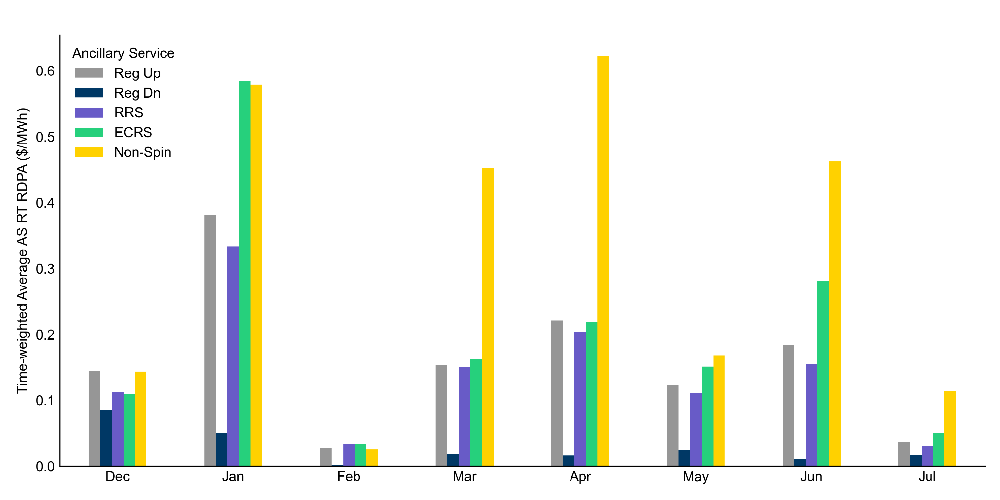 Time-weighted Average AS RT RDPA ($/MWh)
0.6
0.5
0.4
0.3
0.2
0.1
0.0
Ancillary Service
Reg Up
Reg Dn
RRS
ECRS
Non-Spin
Dec Jan Feb Mar Apr May Jun Jul